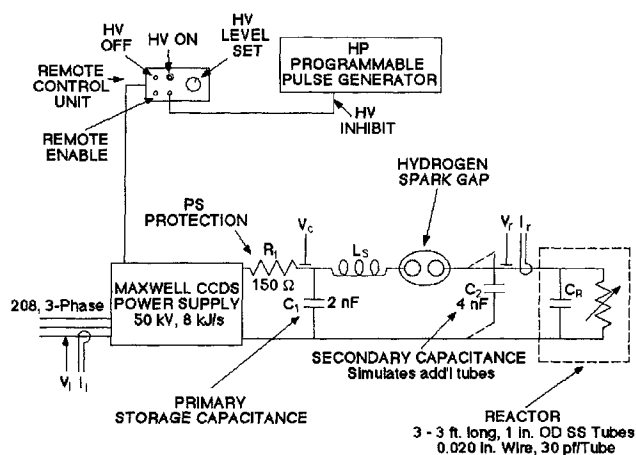 HV
OFF
HV ON
HV
LEVEL
SET
REMOTE
CONTROL
UNIT
REMOTE
ENABLE
HP
PROGRAMMABLE
PULSE GENERATOR
HV
INHIBIT
HYDROGEN
SPARK GAP
PS
PROTECTION
R1
150 Ω
Vc
Ls
Vr
Ir
MAXWELL CCDS
POWER SUPPLY
50 kV, 8 kJ/s
208, 3-Phase
VI
II
C1
2 nF
C2
4 nF
CR
PRIMARY
STORAGE CAPACITANCE
SECONDARY CAPACITANCE
Simulates add'l tubes
REACTOR
3 - 3 ft. long, 1 in. OD SS Tubes
0.020 in. Wire, 30 pf/Tube